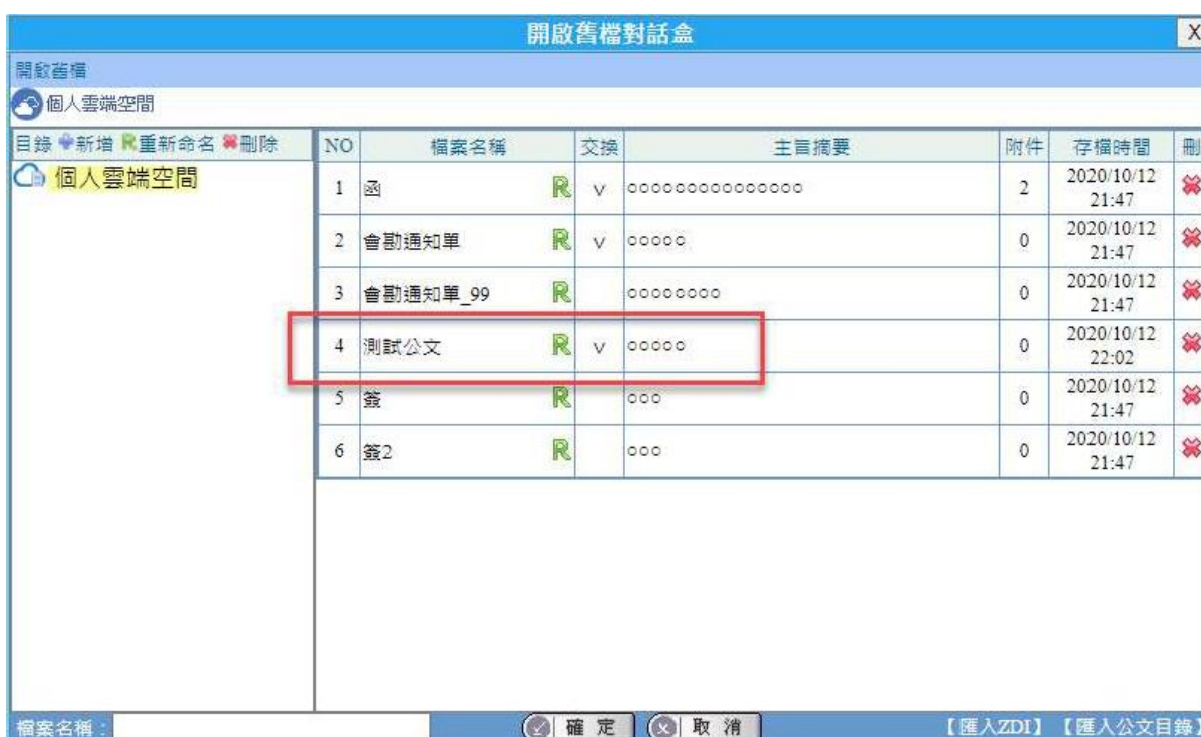 開啟舊檔對話盒 X
開啟舊檔
個人雲端空間
目錄 新增 R重新命名 刪除
個人雲端空間
NO 檔案名稱 交換 主旨摘要 附件 存檔時間 刪
1 函 R v ○○○○○○○○○○○○○○○ 2 2020/10/12 21:47
2 會勘通知單 R v ○○○○○ 0 2020/10/12 21:47
3 會勘通知單_99 R ○○○○○○○○ 0 2020/10/12 21:47
4 測試公文 R v ○○○○○ 0 2020/10/12 22:02
5 簽 R ○○○ 0 2020/10/12 21:47
6 簽2 R ○○○ 0 2020/10/12 21:47
檔案名稱： 確定 取消 【匯入ZDI】 【匯入公文目錄】